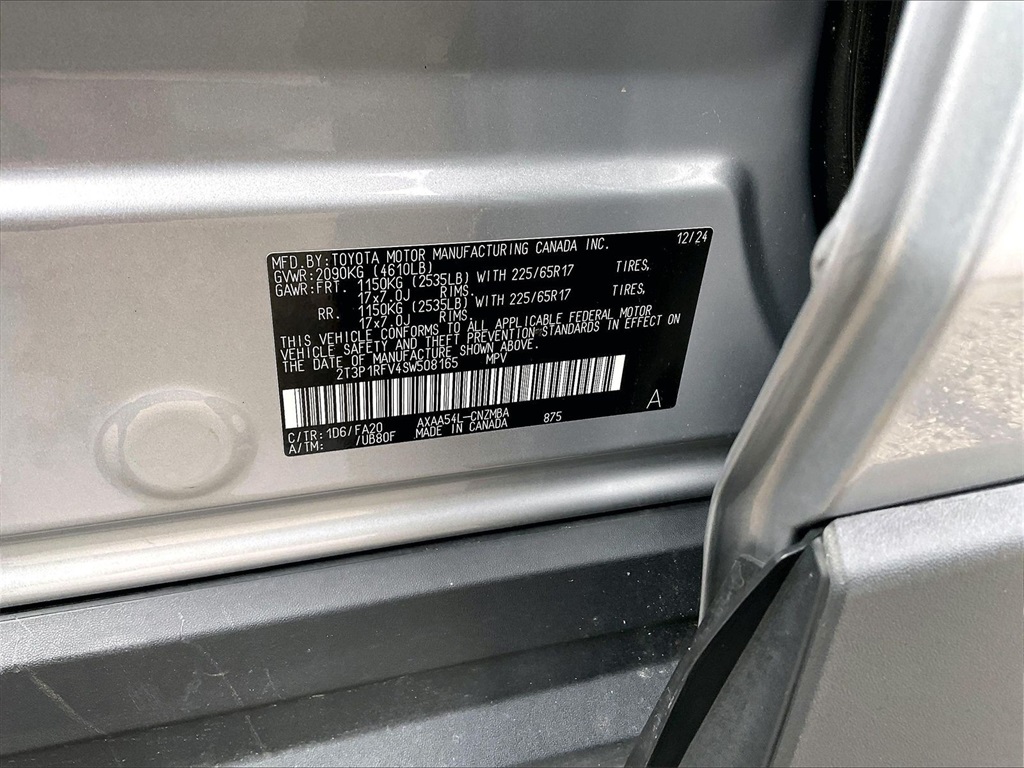 MFD.BY:TOYOTA MOTOR MANUFACTURING CANADA INC. 12/24
GVWR:2090KG (4610LB)
GAWR:FRT. 1150KG (2535LB) WITH 225/65R17 TIRES,
17x7.0J RIMS.
RR. 1150KG (2535LB) WITH 225/65R17 TIRES,
17x7.0J RIMS.
THIS VEHICLE CONFORMS TO ALL APPLICABLE FEDERAL MOTOR
VEHICLE SAFETY AND THEFT PREVENTION STANDARDS IN EFFECT ON
THE DATE OF MANUFACTURE SHOWN ABOVE.
2T3P1RFV4SW508165 MPV
A
C/TR:1D6/FA20 AXAA54L-CNZMBA 875
A/TM: /UB80F MADE IN CANADA